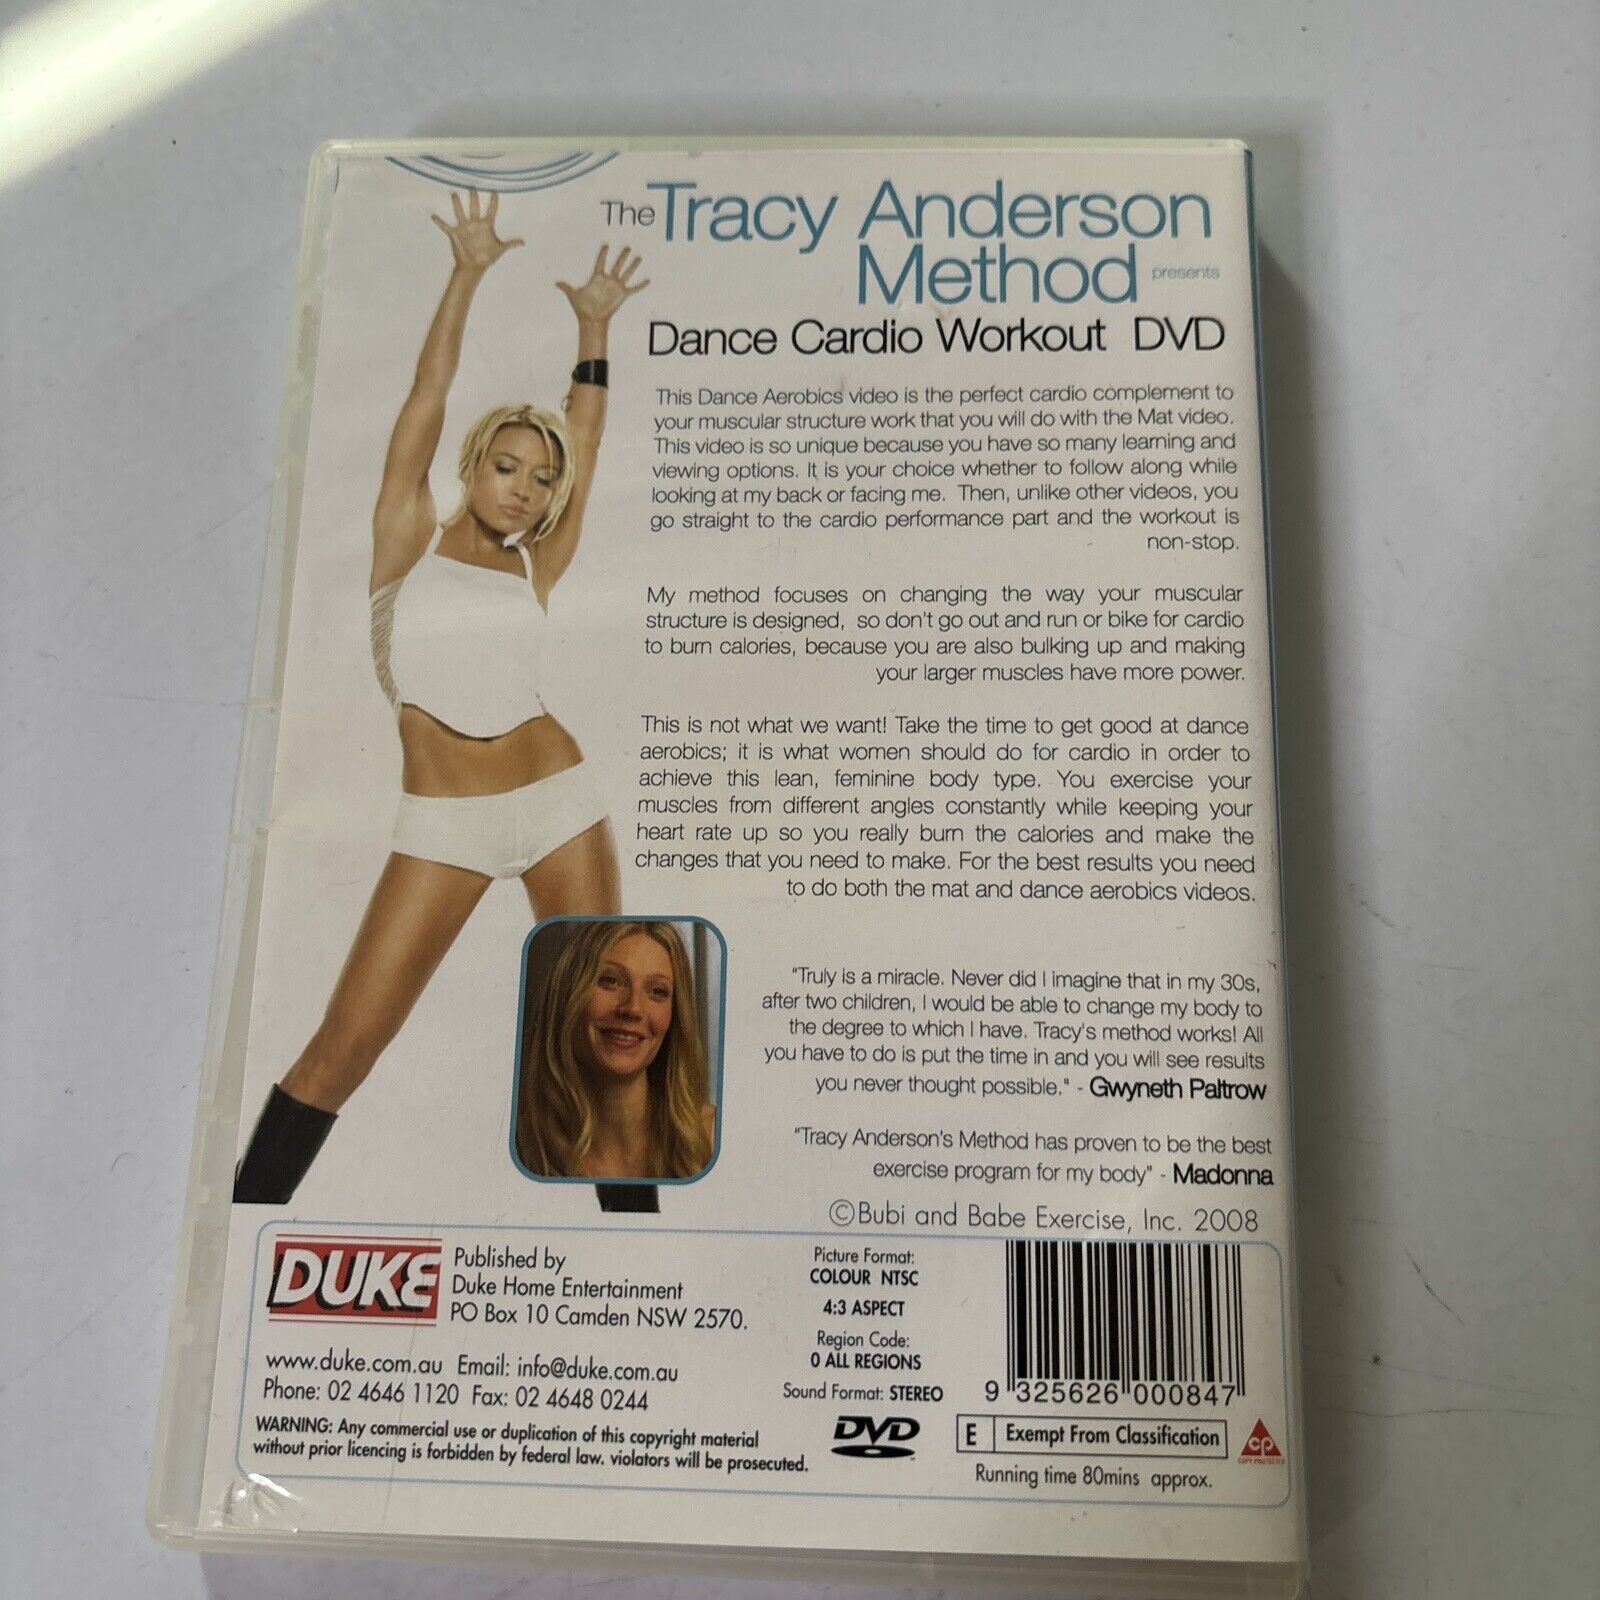 The Tracy Anderson
Method presents
Dance Cardio Workout DVD
This Dance Aerobics video is the perfect cardio complement to
your muscular structure work that you will do with the Mat video.
This video is so unique because you have so many learning and
viewing options. It is your choice whether to follow along while
looking at my back or facing me. Then, unlike other videos, you
go straight to the cardio performance part and the workout is
non-stop.
My method focuses on changing the way your muscular
structure is designed, so don't go out and run or bike for cardio
to burn calories, because you are also bulking up and making
your larger muscles have more power.
This is not what we want! Take the time to get good at dance
aerobics; it is what women should do for cardio in order to
achieve this lean, feminine body type. You exercise your
muscles from different angles constantly while keeping your
heart rate up so you really burn the calories and make the
changes that you need to make. For the best results you need
to do both the mat and dance aerobics videos.
"Truly is a miracle. Never did I imagine that in my 30s,
after two children, I would be able to change my body to
the degree to which I have. Tracy's method works! All
you have to do is put the time in and you will see results
you never thought possible." - Gwyneth Paltrow
"Tracy Anderson's Method has proven to be the best
exercise program for my body" - Madonna
©Bubi and Babe Exercise, Inc. 2008
DUKE
Published by
Duke Home Entertainment
PO Box 10 Camden NSW 2570.
www.duke.com.au Email: info@duke.com.au
Phone: 02 4646 1120 Fax: 02 4648 0244
WARNING: Any commercial use or duplication of this copyright material
without prior licencing is forbidden by federal law. violators will be prosecuted.
Picture Format:
COLOUR NTSC
4:3 ASPECT
Region Code:
0 ALL REGIONS
Sound Format: STEREO
DVD
9 325626 000847
E Exempt From Classification
cp
COPY PROTECTED
Running time 80mins approx.